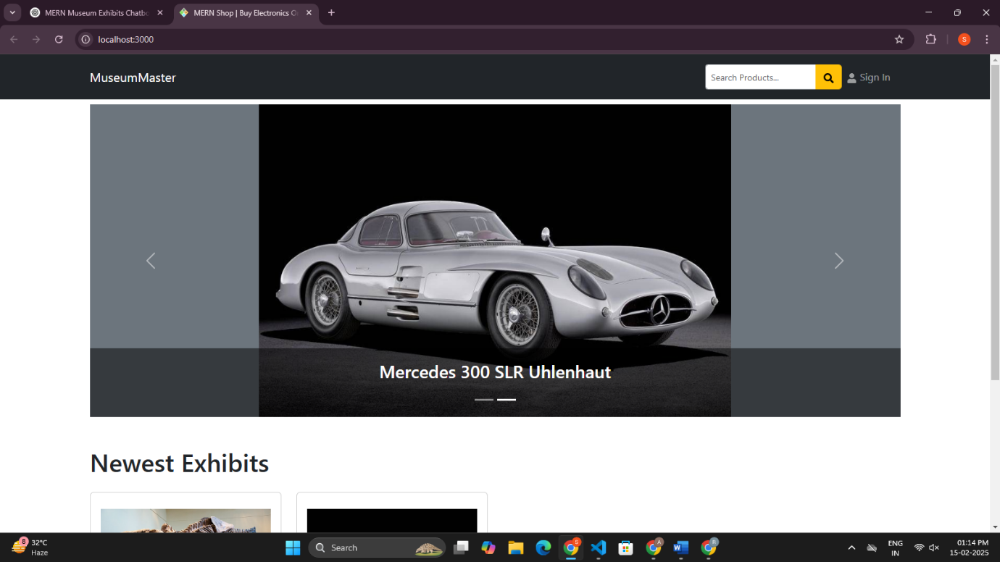 MERN Museum Exhibits Chatbo
MERN Shop | Buy Electronics O
localhost:3000
S
MuseumMaster
Search Products...
Sign In
Mercedes 300 SLR Uhlenhaut
Newest Exhibits
8
32°C
Haze
Search
S
A
W
R
ENG
IN
01:14 PM
15-02-2025